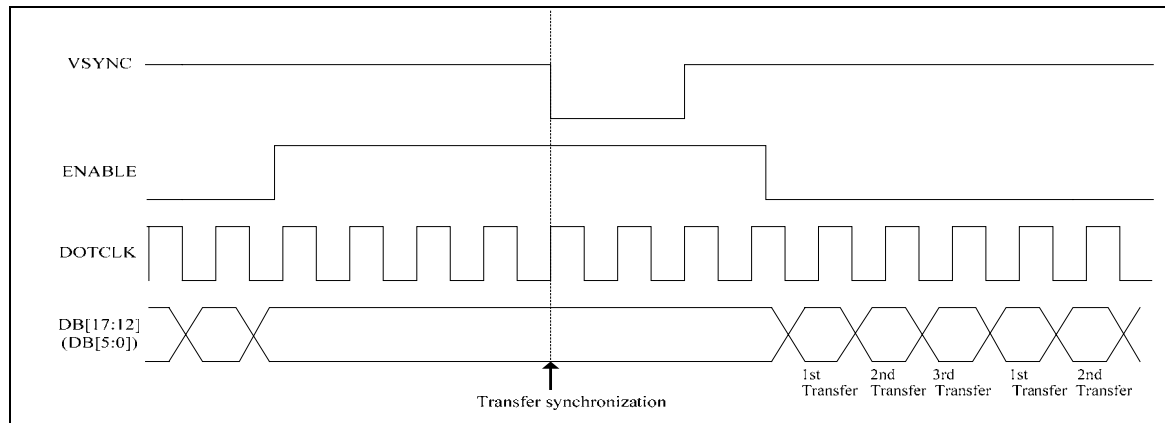 VSYNC
ENABLE
DOTCLK
DB[17:12]
(DB[5:0])
1st
Transfer
2nd
Transfer
3rd
Transfer
1st
Transfer
2nd
Transfer
Transfer synchronization